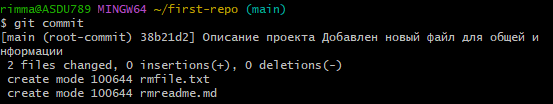 rimma@ASDU789 MINGW64 ~/first-repo (main)
$ git commit
[main (root-commit) 38b21d2] Описание проекта Добавлен новый файл для общей и
нформации
 2 files changed, 0 insertions(+), 0 deletions(-)
 create mode 100644 rmfile.txt
 create mode 100644 rmreadme.md